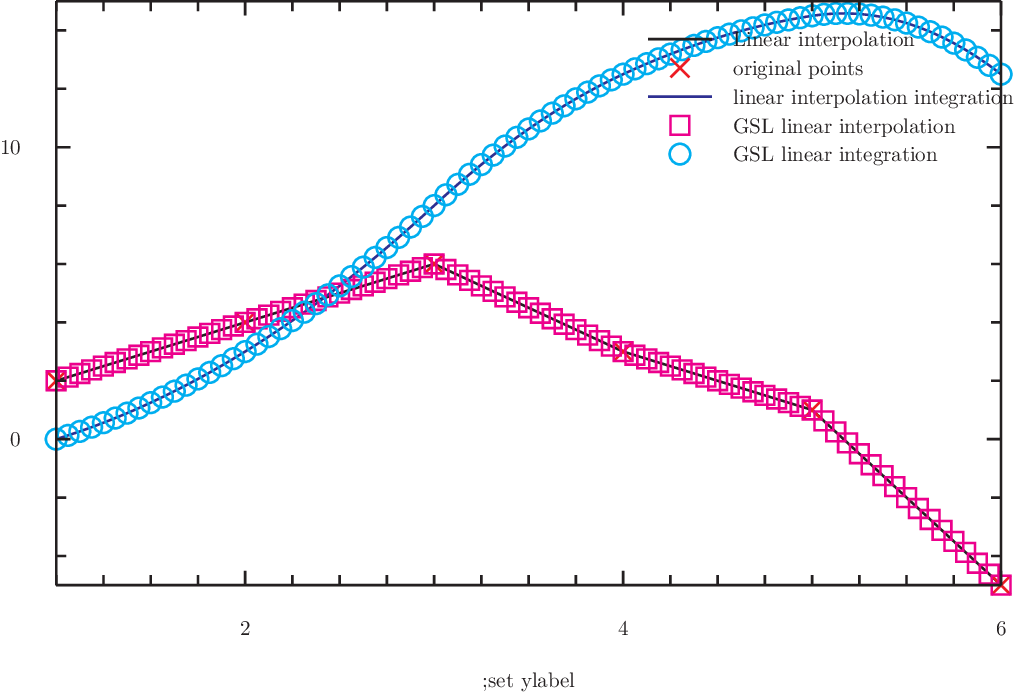 Linear interpolation
original points
linear interpolation integration
GSL linear interpolation
GSL linear integration
10
0
2 4 6
;set ylabel